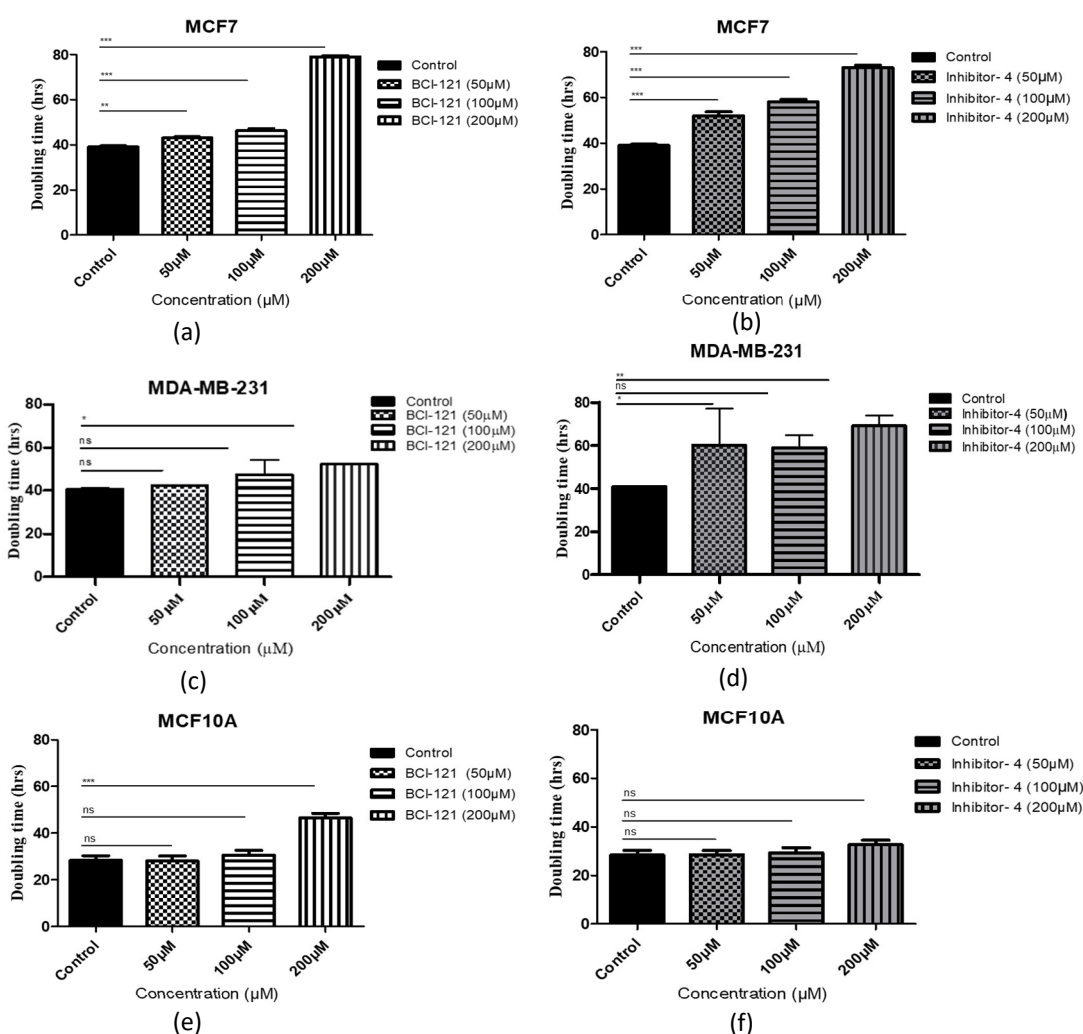 MCF7
***
***
**
80
60
40
20
0
Doubling time (hrs)
Control
50µM
100µM
200µM
Concentration (µM)
Control
BCI-121 (50µM)
BCI-121 (100µM)
BCI-121 (200µM)
(a)
MCF7
***
***
***
80
60
40
20
0
Doubling time (hrs)
Control
50µM
100µM
200µM
Concentration (µM)
Control
Inhibitor- 4 (50µM)
Inhibitor- 4 (100µM)
Inhibitor- 4 (200µM)
(b)
MDA-MB-231
*
ns
ns
80
60
40
20
0
Doubling time (hrs)
Control
50µM
100µM
200µM
Concentration (µM)
Control
BCI-121 (50µM)
BCI-121 (100µM)
BCI-121 (200µM)
(c)
MDA-MB-231
**
ns
*
80
60
40
20
0
Doubling time (hrs)
Control
50µM
100µM
200µM
Concentration (µM)
Control
Inhibitor-4 (50µM)
Inhibitor-4 (100µM)
Inhibitor-4 (200µM)
(d)
MCF10A
***
ns
ns
80
60
40
20
0
Doubling time (hrs)
Control
50µM
100µM
200µM
Concentration (µM)
Control
BCI-121 (50µM)
BCI-121 (100µM)
BCI-121 (200µM)
(e)
MCF10A
ns
ns
ns
80
60
40
20
0
Doubling time (hrs)
Control
50µM
100µM
200µM
Concentration (µM)
Control
Inhibitor- 4 (50µM)
Inhibitor- 4 (100µM)
Inhibitor- 4 (200µM)
(f)